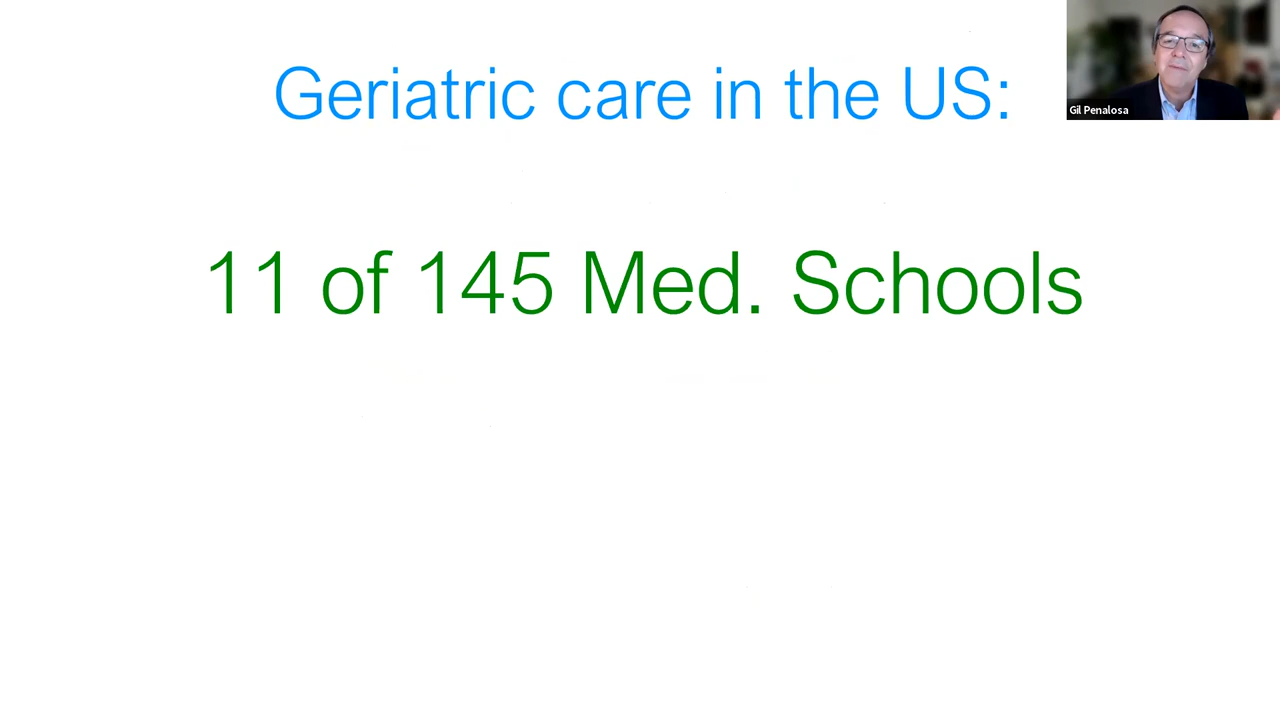 Geriatric care in the US:
Gil Penalosa
11 of 145 Med. Schools